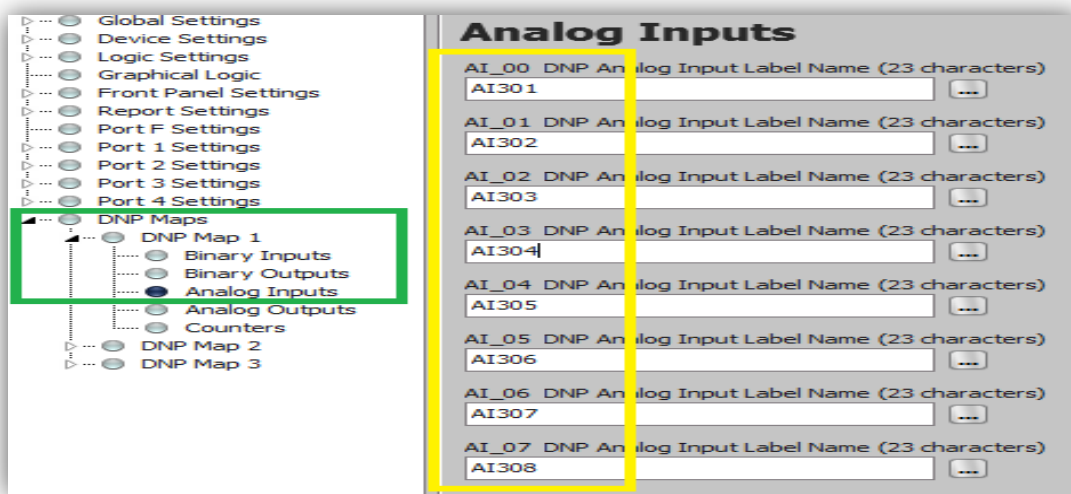 Global Settings
Device Settings
Logic Settings
Graphical Logic
Front Panel Settings
Report Settings
Port F Settings
Port 1 Settings
Port 2 Settings
Port 3 Settings
Port 4 Settings
DNP Maps
DNP Map 1
Binary Inputs
Binary Outputs
Analog Inputs
Analog Outputs
Counters
DNP Map 2
DNP Map 3
Analog Inputs
AI_00 DNP Analog Input Label Name (23 characters)
AI301
...
AI_01 DNP Analog Input Label Name (23 characters)
AI302
...
AI_02 DNP Analog Input Label Name (23 characters)
AI303
...
AI_03 DNP Analog Input Label Name (23 characters)
AI304
...
AI_04 DNP Analog Input Label Name (23 characters)
AI305
...
AI_05 DNP Analog Input Label Name (23 characters)
AI306
...
AI_06 DNP Analog Input Label Name (23 characters)
AI307
...
AI_07 DNP Analog Input Label Name (23 characters)
AI308
...